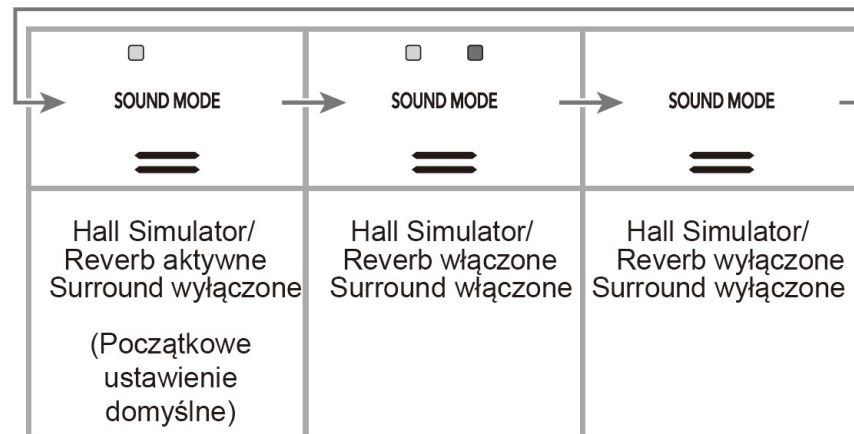 SOUND MODE
SOUND MODE
SOUND MODE
Hall Simulator/
Reverb aktywne
Surround wyłączone
(Początkowe
ustawienie
domyślne)
Hall Simulator/
Reverb włączone
Surround włączone
Hall Simulator/
Reverb wyłączone
Surround wyłączone